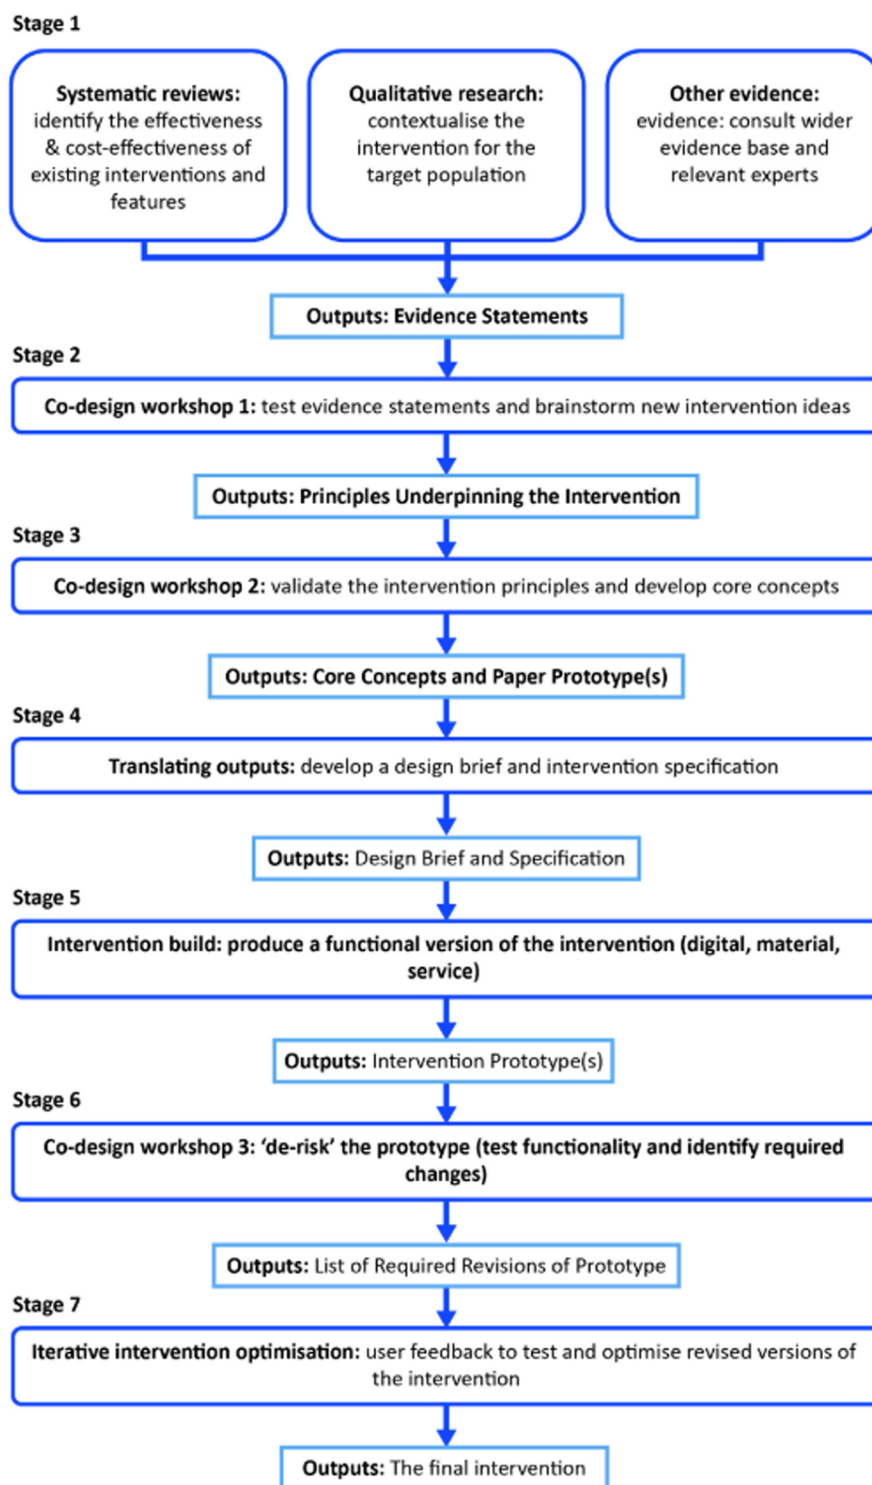 Stage 1
Systematic reviews:
identify the effectiveness
& cost-effectiveness of
existing interventions and
features
Qualitative research:
contextualise the
intervention for the
target population
Other evidence:
evidence: consult wider
evidence base and
relevant experts
Outputs: Evidence Statements
Stage 2
Co-design workshop 1: test evidence statements and brainstorm new intervention ideas
Outputs: Principles Underpinning the Intervention
Stage 3
Co-design workshop 2: validate the intervention principles and develop core concepts
Outputs: Core Concepts and Paper Prototype(s)
Stage 4
Translating outputs: develop a design brief and intervention specification
Outputs: Design Brief and Specification
Stage 5
Intervention build: produce a functional version of the intervention (digital, material,
service)
Outputs: Intervention Prototype(s)
Stage 6
Co-design workshop 3: ‘de-risk’ the prototype (test functionality and identify required
changes)
Outputs: List of Required Revisions of Prototype
Stage 7
Iterative intervention optimisation: user feedback to test and optimise revised versions of
the intervention
Outputs: The final intervention